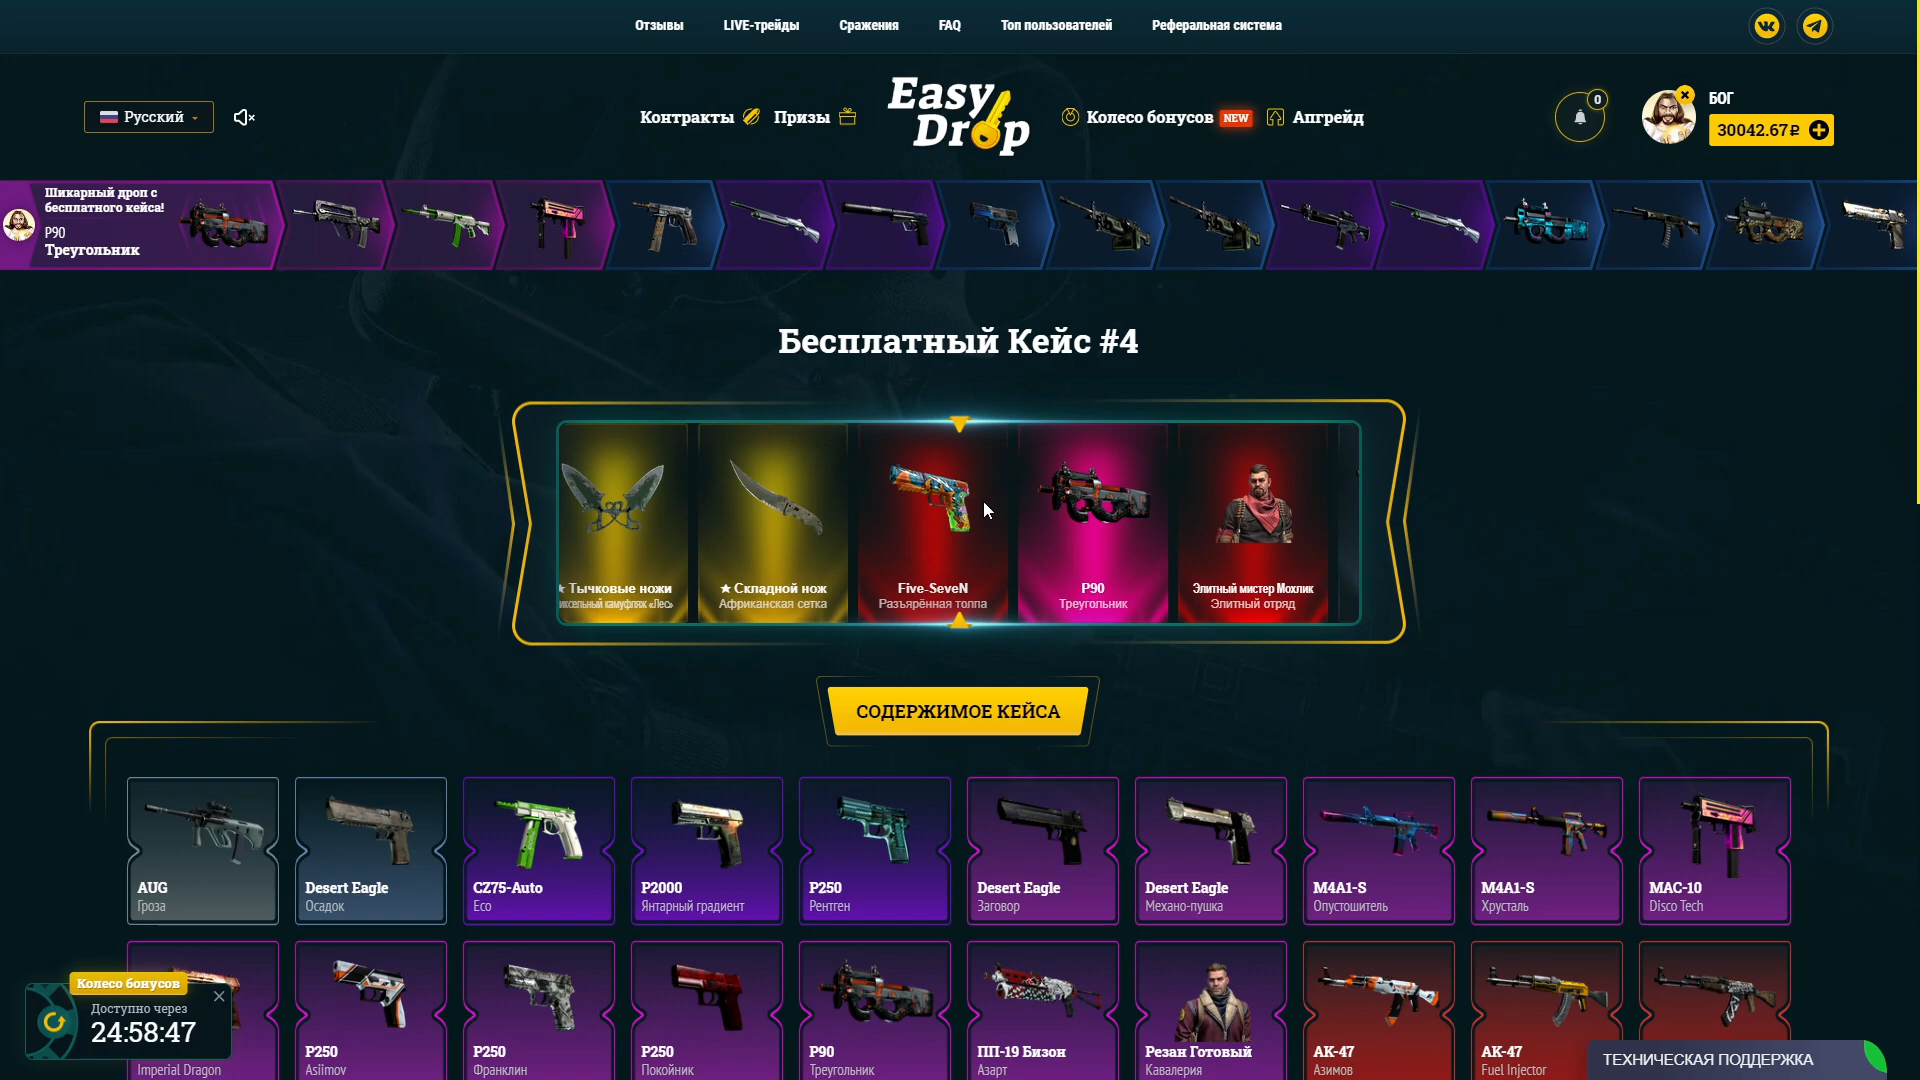 Отзывы
LIVE-трейды
Сражения
FAQ
Топ пользователей
Реферальная система
Русский
Контракты
Призы
Easy Drop
Колесо бонусов NEW
Апгрейд
0
БОГ
30042.67₽
Шикарный дроп с
бесплатного кейса!
P90
Треугольник
Бесплатный Кейс #4
★ Тычковые ножи
камуфляж «Лес»
★ Складной нож
Африканская сетка
Five-SeveN
Разъярённая толпа
P90
Треугольник
Элитный мистер Мохлик
Элитный отряд
СОДЕРЖИМОЕ КЕЙСА
AUG
Гроза
Desert Eagle
Осадок
CZ75-Auto
Eco
P2000
Янтарный градиент
P250
Рентген
Desert Eagle
Заговор
Desert Eagle
Механо-пушка
M4A1-S
Опустошитель
M4A1-S
Хрусталь
MAC-10
Disco Tech
Imperial Dragon
P250
Asiimov
P250
Франклин
P250
Покойник
P90
Треугольник
ПП-19 Бизон
Азарт
Резан Готовый
Кавалерия
AK-47
Азимов
AK-47
Fuel Injector
Колесо бонусов
Доступно через
24:58:47
ТЕХНИЧЕСКАЯ ПОДДЕРЖКА